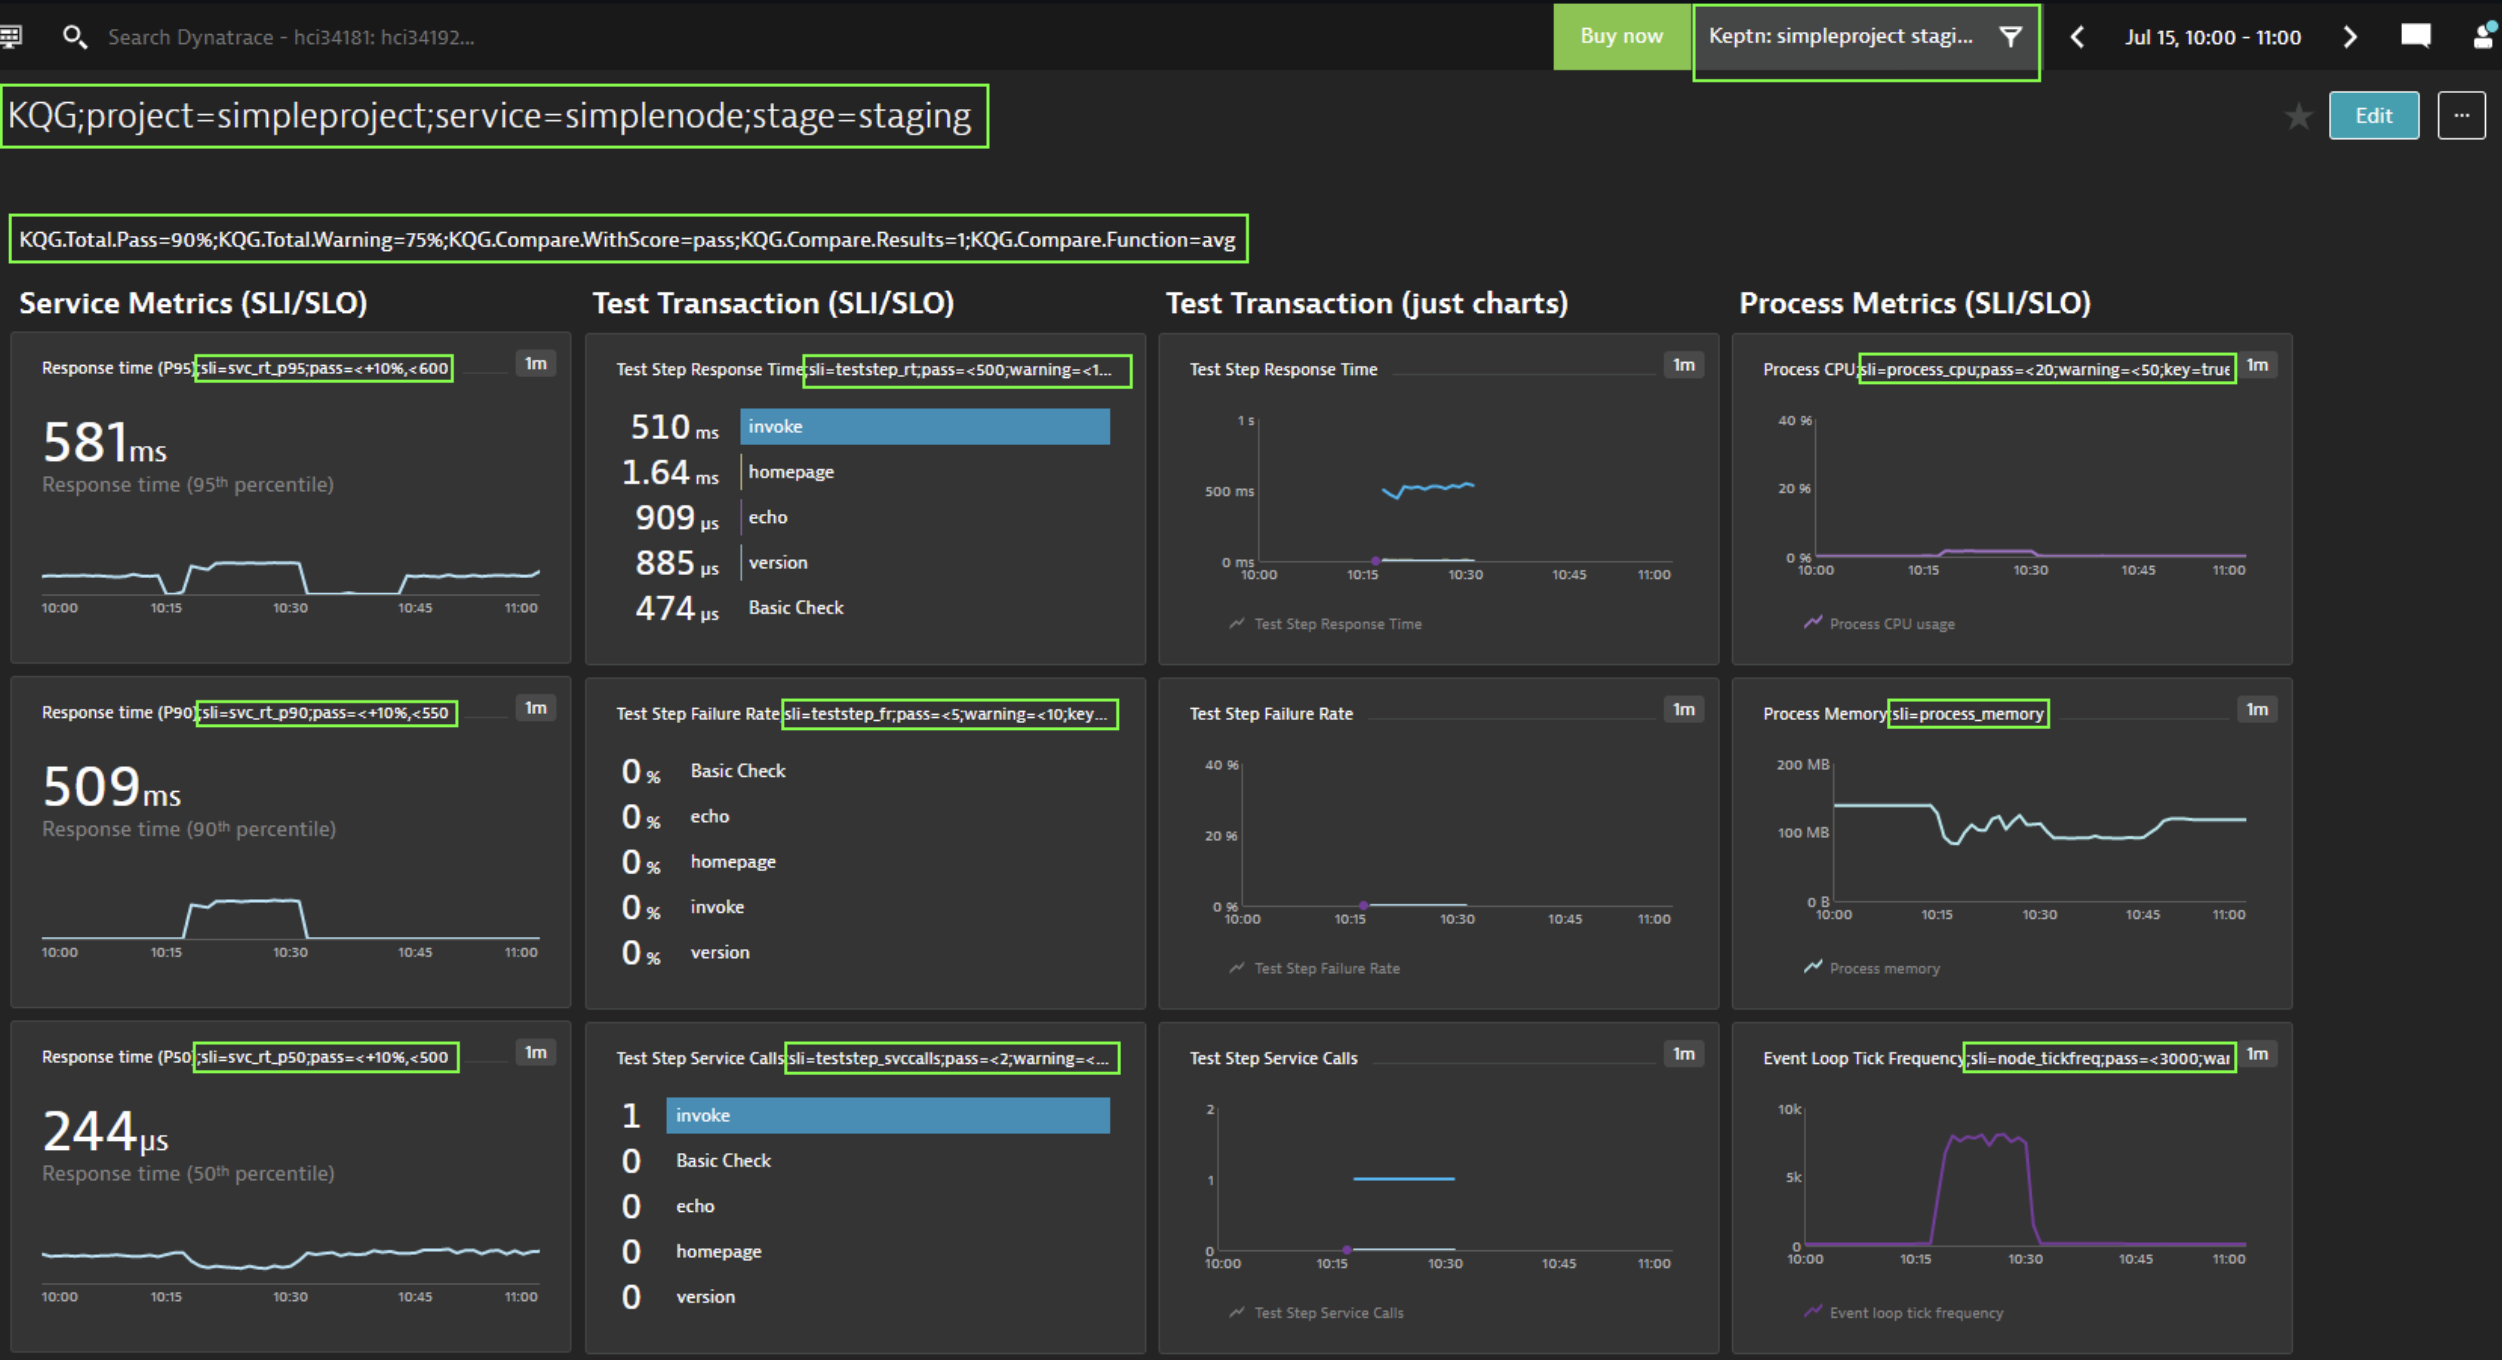 Search Dynatrace - hci34181: hci34192...
Buy now
Keptn: simpleproject stagi...
Jul 15, 10:00 - 11:00
KQG;project=simpleproject;service=simplenode;stage=staging
Edit
...
KQG.Total.Pass=90%;KQG.Total.Warning=75%;KQG.Compare.WithScore=pass;KQG.Compare.Results=1;KQG.Compare.Function=avg
Service Metrics (SLI/SLO)
Test Transaction (SLI/SLO)
Test Transaction (just charts)
Process Metrics (SLI/SLO)
Response time (P95);sli=svc_rt_p95;pass=<+10%,<600
1m
581 ms
Response time (95th percentile)
10:00 10:15 10:30 10:45 11:00
Test Step Response Time;sli=teststep_rt;pass=<500;warning=<1...
510 ms invoke
1.64 ms homepage
909 µs echo
885 µs version
474 µs Basic Check
Test Step Response Time
1m
1 s
500 ms
0 ms
10:00 10:15 10:30 10:45 11:00
Test Step Response Time
Process CPU;sli=process_cpu;pass=<20;warning=<50;key=true
1m
40 %
20 %
0 %
10:00 10:15 10:30 10:45 11:00
Process CPU usage
Response time (P90);sli=svc_rt_p90;pass=<+10%,<550
1m
509 ms
Response time (90th percentile)
10:00 10:15 10:30 10:45 11:00
Test Step Failure Rate;sli=teststep_fr;pass=<5;warning=<10;key...
0 % Basic Check
0 % echo
0 % homepage
0 % invoke
0 % version
Test Step Failure Rate
1m
40 %
20 %
0 %
10:00 10:15 10:30 10:45 11:00
Test Step Failure Rate
Process Memory;sli=process_memory
1m
200 MB
100 MB
0 B
10:00 10:15 10:30 10:45 11:00
Process memory
Response time (P50);sli=svc_rt_p50;pass=<+10%,<500
1m
244 µs
Response time (50th percentile)
10:00 10:15 10:30 10:45 11:00
Test Step Service Calls;sli=teststep_svccalls;pass=<2;warning=<...
1 invoke
0 Basic Check
0 echo
0 homepage
0 version
Test Step Service Calls
1m
2
1
0
10:00 10:15 10:30 10:45 11:00
Test Step Service Calls
Event Loop Tick Frequency;sli=node_tickfreq;pass=<3000;war
1m
10k
5k
0
10:00 10:15 10:30 10:45 11:00
Event loop tick frequency